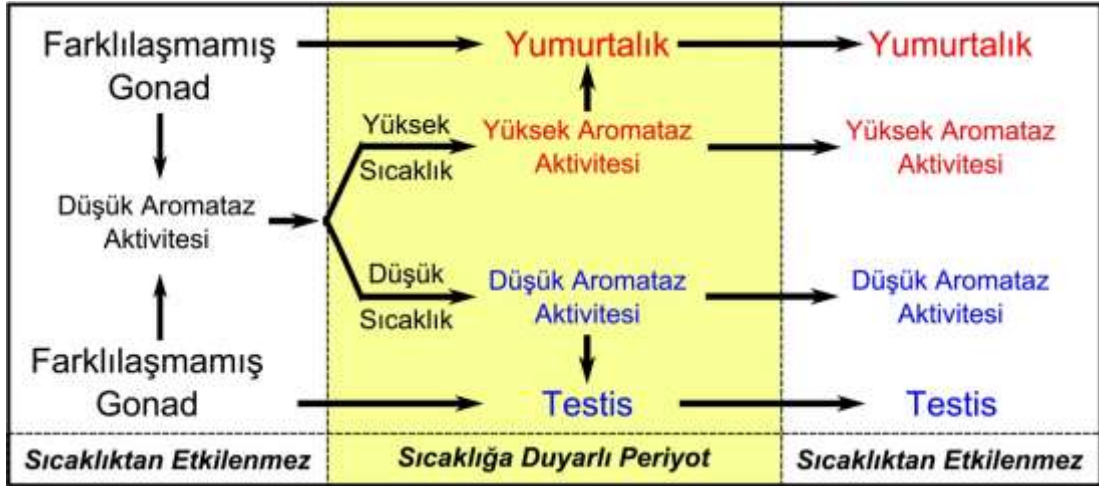 Farklılaşmamış
Gonad
Yumurtalık
Yumurtalık
Yüksek
Sıcaklık
Yüksek Aromataz
Aktivitesi
Yüksek Aromataz
Aktivitesi
Düşük Aromataz
Aktivitesi
Düşük
Sıcaklık
Düşük Aromataz
Aktivitesi
Düşük Aromataz
Aktivitesi
Farklılaşmamış
Gonad
Testis
Testis
Sıcaklıktan Etkilenmez
Sıcaklığa Duyarlı Periyot
Sıcaklıktan Etkilenmez